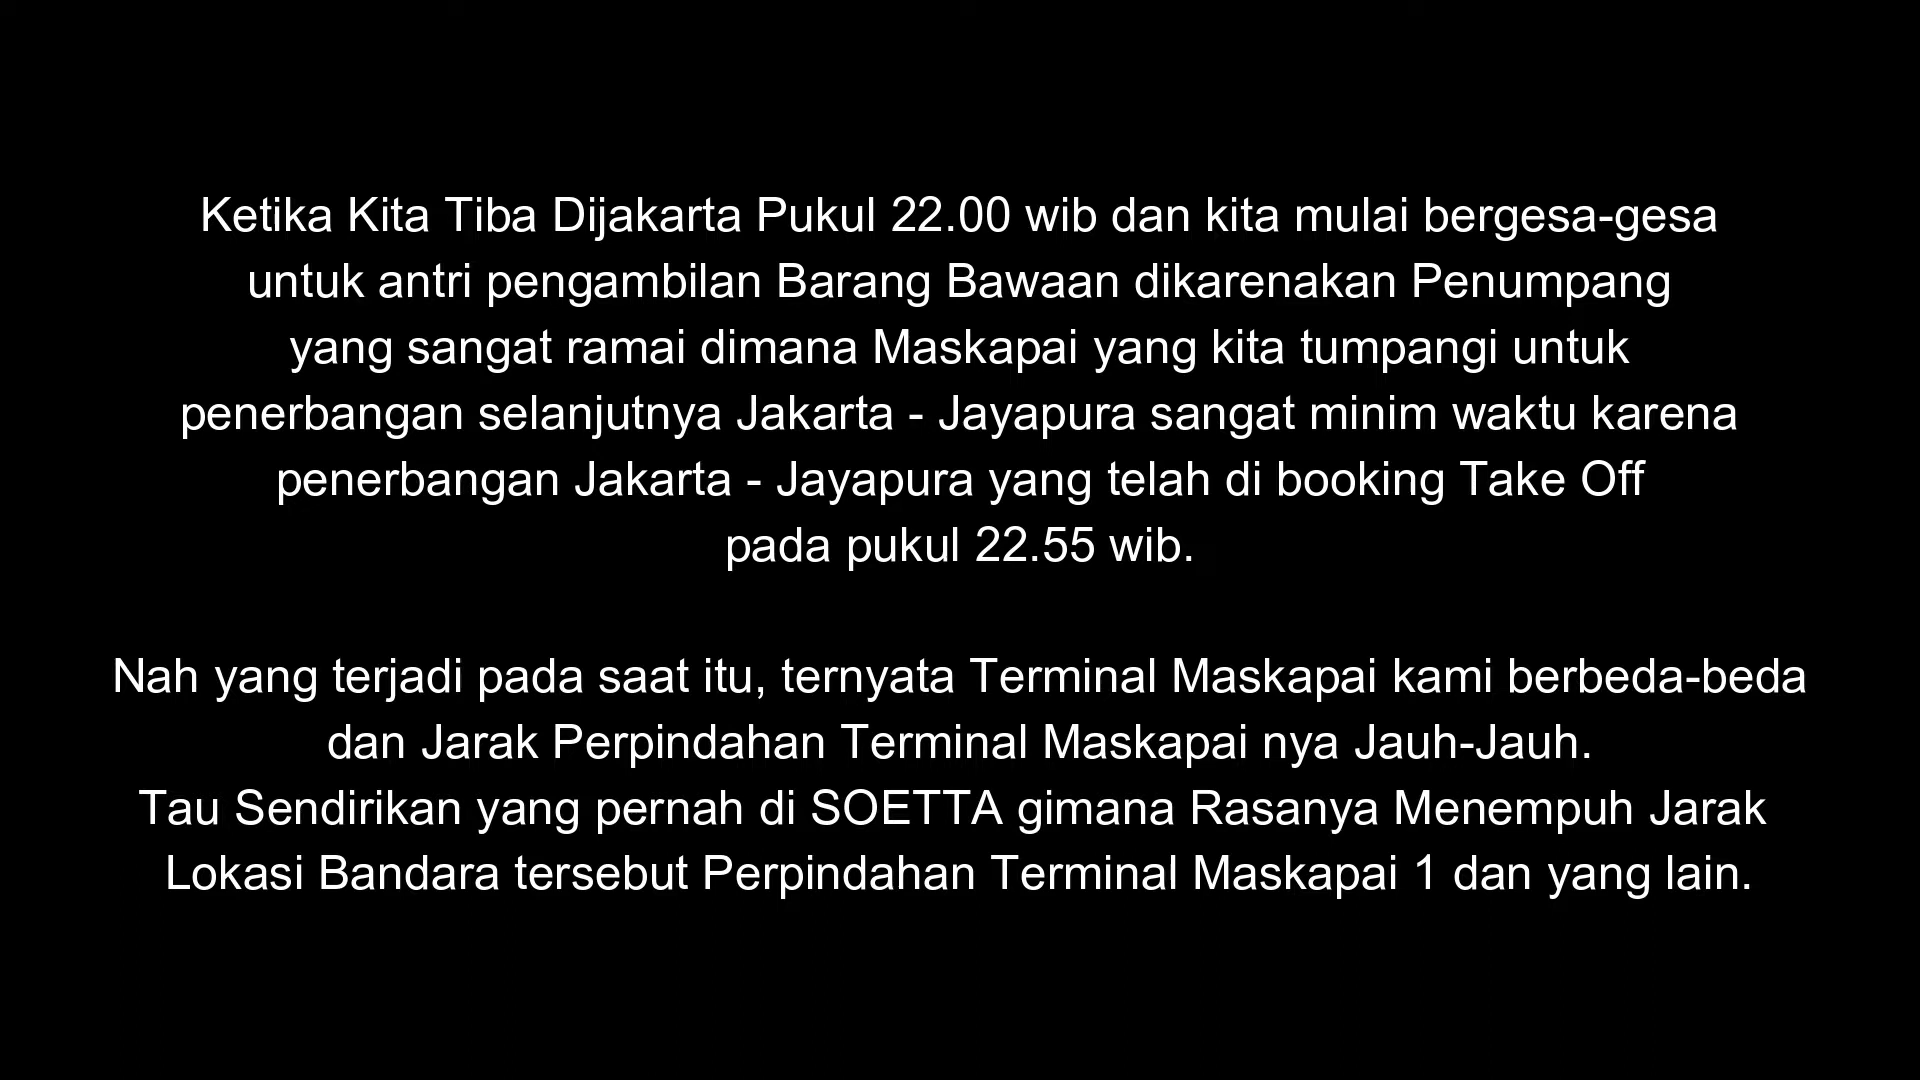 Ketika Kita Tiba Dijakarta Pukul 22.00 wib dan kita mulai bergesa-gesa
untuk antri pengambilan Barang Bawaan dikarenakan Penumpang
yang sangat ramai dimana Maskapai yang kita tumpangi untuk
penerbangan selanjutnya Jakarta - Jayapura sangat minim waktu karena
penerbangan Jakarta - Jayapura yang telah di booking Take Off
pada pukul 22.55 wib.
Nah yang terjadi pada saat itu, ternyata Terminal Maskapai kami berbeda-beda
dan Jarak Perpindahan Terminal Maskapai nya Jauh-Jauh.
Tau Sendirikan yang pernah di SOETTA gimana Rasanya Menempuh Jarak
Lokasi Bandara tersebut Perpindahan Terminal Maskapai 1 dan yang lain.